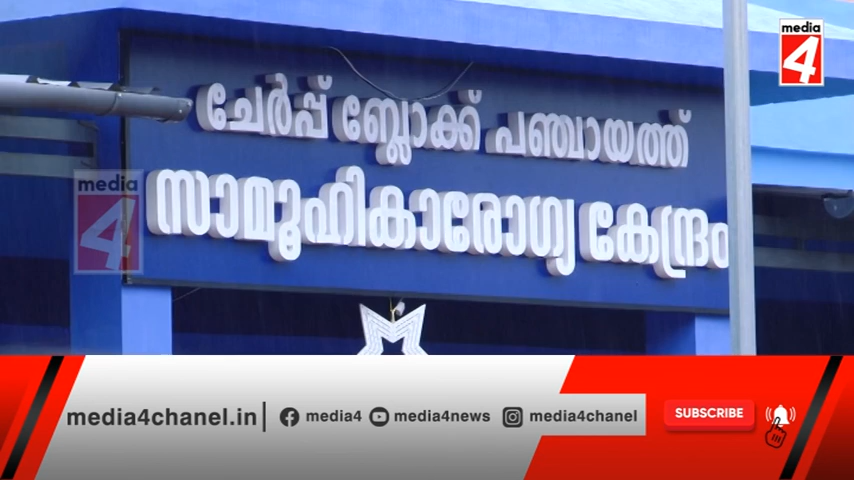 media
4
ചേർപ്പ് ബ്ലോക്ക് പഞ്ചായത്ത്
media
4
സാമൂഹികാരോഗ്യ കേന്ദ്രം
media4chanel.in
media4
media4news
media4chanel
SUBSCRIBE